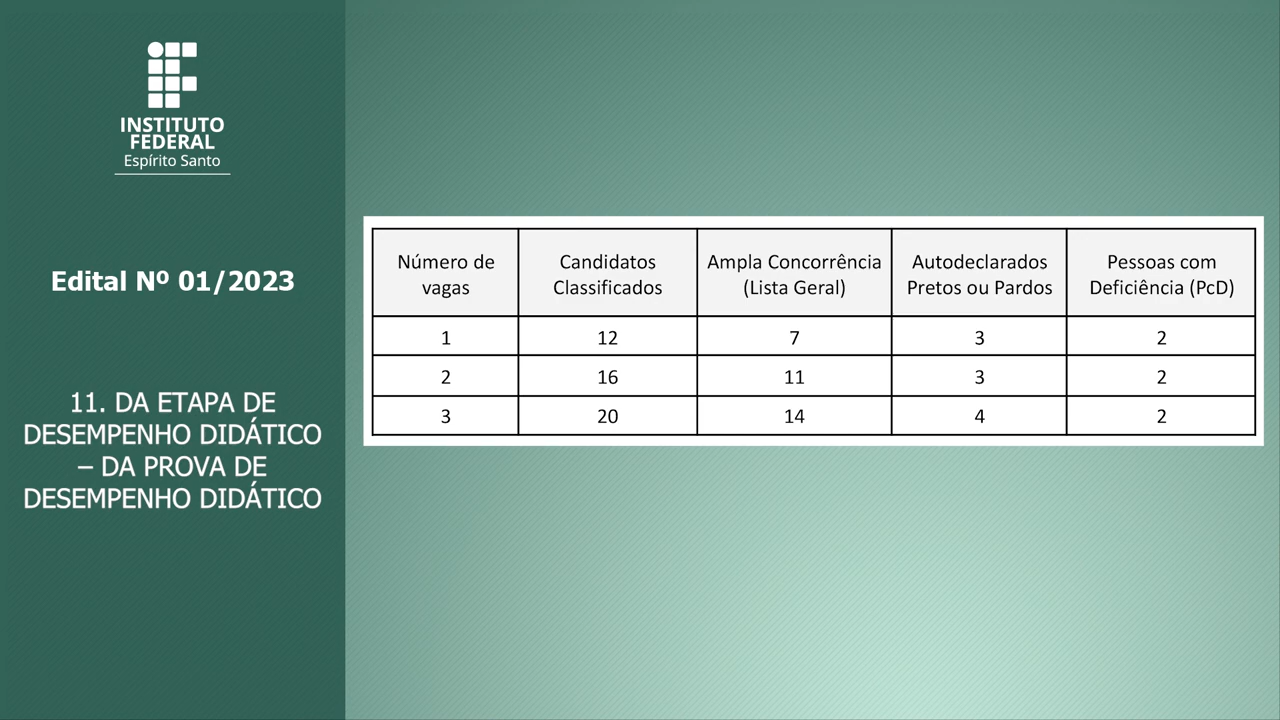 INSTITUTO
FEDERAL
Espírito Santo
Edital Nº 01/2023
11. DA ETAPA DE
DESEMPENHO DIDÁTICO
– DA PROVA DE
DESEMPENHO DIDÁTICO
Número de vagas Candidatos Classificados Ampla Concorrência (Lista Geral) Autodeclarados Pretos ou Pardos Pessoas com Deficiência (PcD)
1 12 7 3 2
2 16 11 3 2
3 20 14 4 2